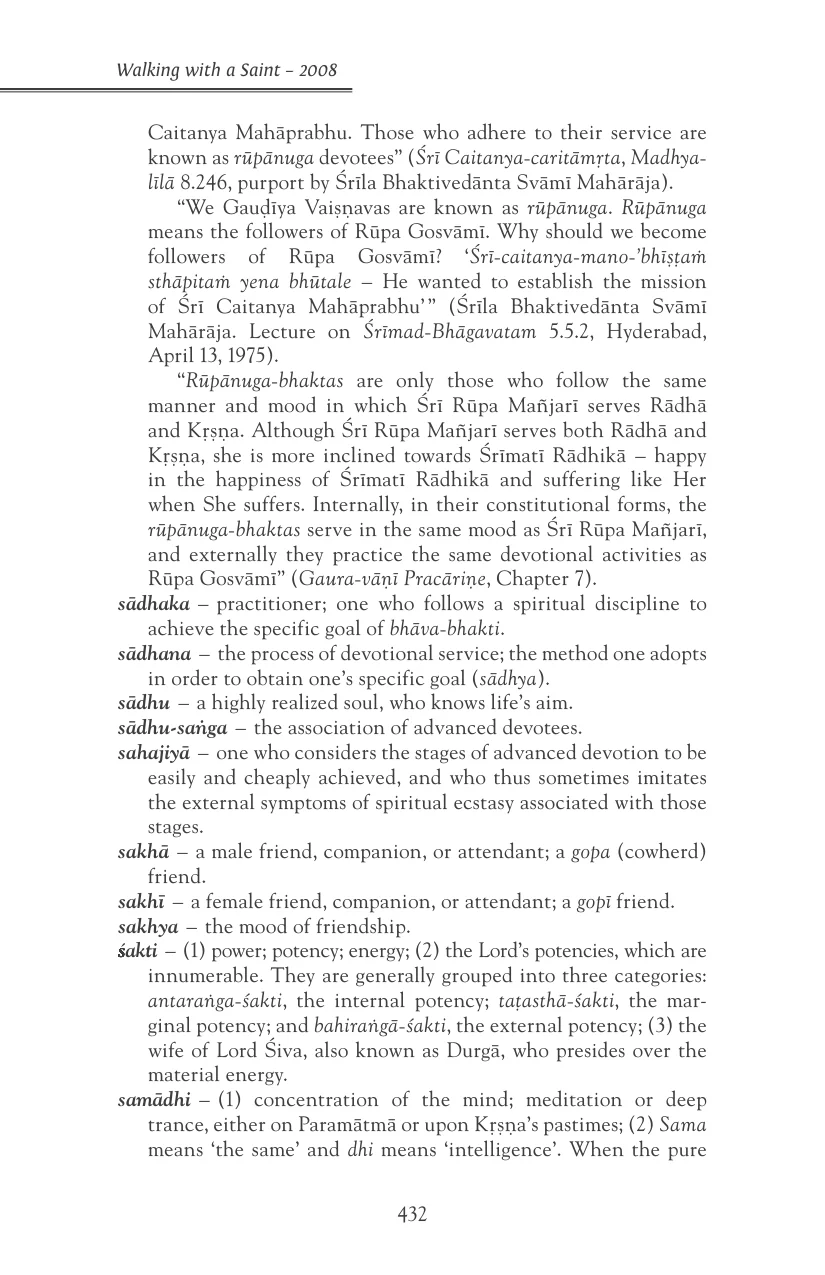 Walking with a Saint – 2008
Caitanya Mahāprabhu. Those who adhere to their service are
known as rūpānuga devotees” (Śrī Caitanya-caritāmṛta, Madhya-
līlā 8.246, purport by Śrīla Bhaktivedānta Svāmī Mahārāja).
“We Gauḍīya Vaiṣṇavas are known as rūpānuga. Rūpānuga
means the followers of Rūpa Gosvāmī. Why should we become
followers of Rūpa Gosvāmī? ‘Śrī-caitanya-mano-’bhīṣṭaṁ
sthāpitaṁ yena bhūtale – He wanted to establish the mission
of Śrī Caitanya Mahāprabhu’” (Śrīla Bhaktivedānta Svāmī
Mahārāja. Lecture on Śrīmad-Bhāgavatam 5.5.2, Hyderabad,
April 13, 1975).
“Rūpānuga-bhaktas are only those who follow the same
manner and mood in which Śrī Rūpa Mañjarī serves Rādhā
and Kṛṣṇa. Although Śrī Rūpa Mañjarī serves both Rādhā and
Kṛṣṇa, she is more inclined towards Śrīmatī Rādhikā – happy
in the happiness of Śrīmatī Rādhikā and suffering like Her
when She suffers. Internally, in their constitutional forms, the
rūpānuga-bhaktas serve in the same mood as Śrī Rūpa Mañjarī,
and externally they practice the same devotional activities as
Rūpa Gosvāmī” (Gaura-vāṇī Pracāriṇe, Chapter 7).
sādhaka – practitioner; one who follows a spiritual discipline to
achieve the specific goal of bhāva-bhakti.
sādhana – the process of devotional service; the method one adopts
in order to obtain one’s specific goal (sādhya).
sādhu – a highly realized soul, who knows life’s aim.
sādhu-saṅga – the association of advanced devotees.
sahajiyā – one who considers the stages of advanced devotion to be
easily and cheaply achieved, and who thus sometimes imitates
the external symptoms of spiritual ecstasy associated with those
stages.
sakhā – a male friend, companion, or attendant; a gopa (cowherd)
friend.
sakhī – a female friend, companion, or attendant; a gopī friend.
sakhya – the mood of friendship.
śakti – (1) power; potency; energy; (2) the Lord’s potencies, which are
innumerable. They are generally grouped into three categories:
antaraṅga-śakti, the internal potency; taṭasthā-śakti, the mar-
ginal potency; and bahiraṅgā-śakti, the external potency; (3) the
wife of Lord Śiva, also known as Durgā, who presides over the
material energy.
samādhi – (1) concentration of the mind; meditation or deep
trance, either on Paramātmā or upon Kṛṣṇa’s pastimes; (2) Sama
means ‘the same’ and dhi means ‘intelligence’. When the pure
432